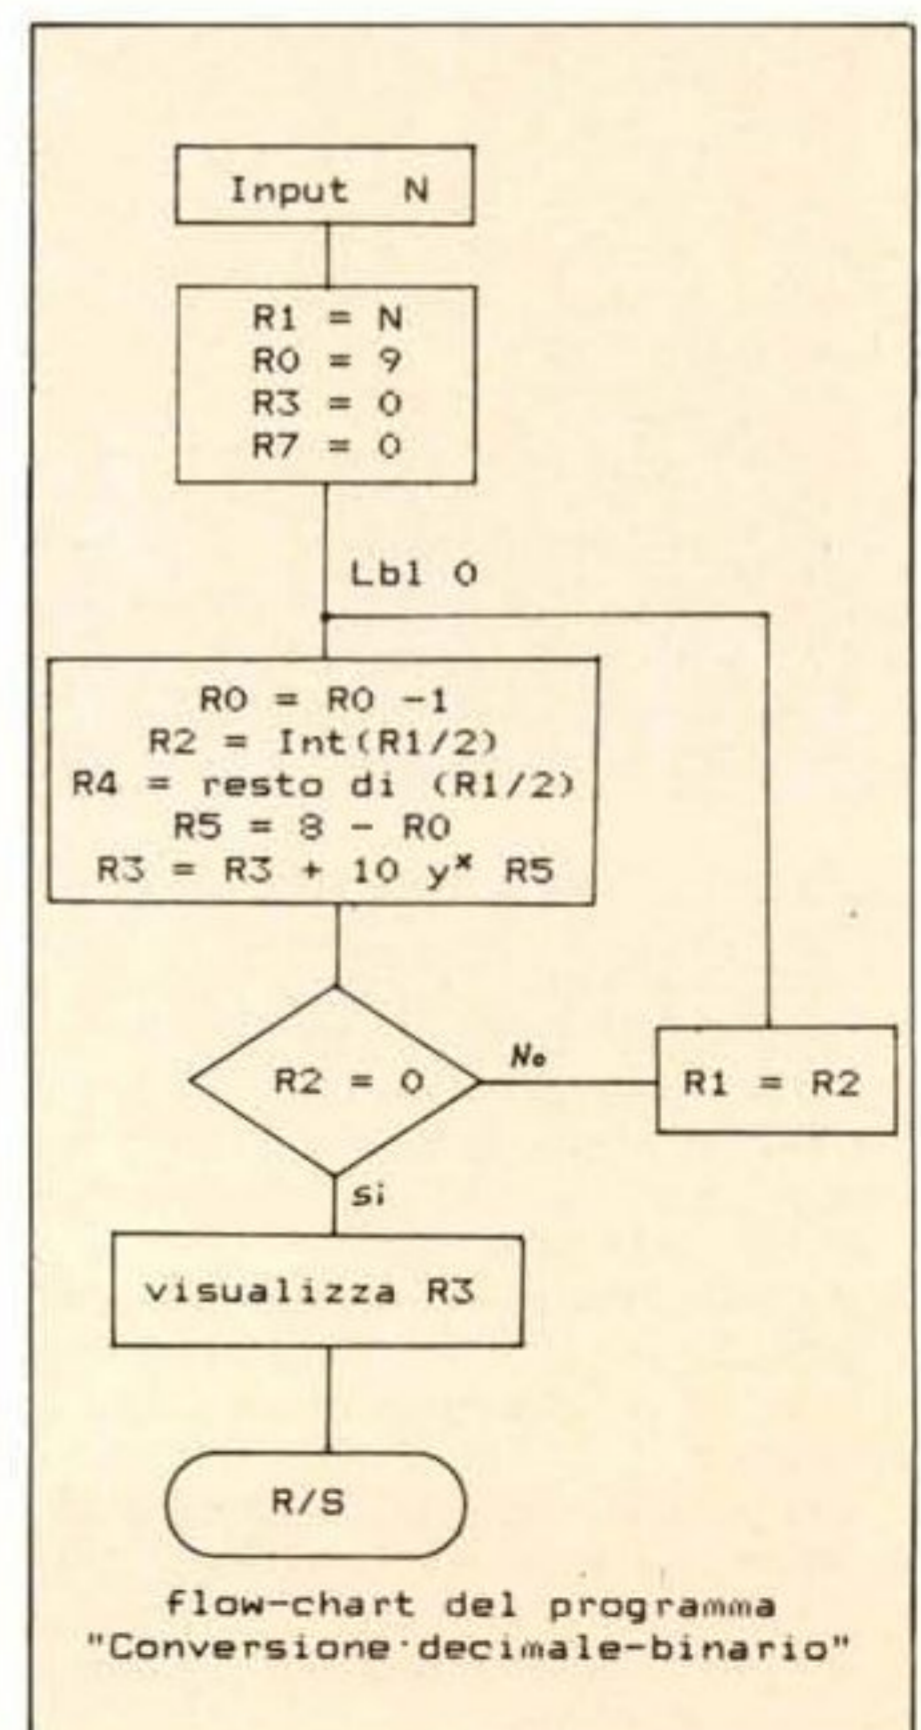 Input N
R1 = N
R0 = 9
R3 = 0
R7 = 0
Lbl 0
R0 = R0 -1
R2 = Int(R1/2)
R4 = resto di (R1/2)
R5 = 8 - R0
R3 = R3 + 10 yˣ R5
R2 = 0
No
R1 = R2
si
visualizza R3
R/S
flow-chart del programma
"Conversione decimale-binario"